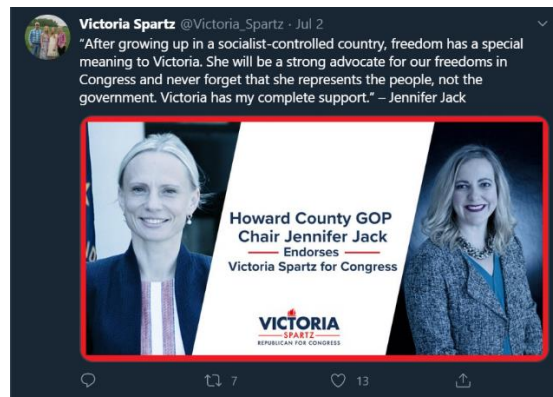 Victoria Spartz @Victoria_Spartz · Jul 2
“After growing up in a socialist-controlled country, freedom has a special
meaning to Victoria. She will be a strong advocate for our freedoms in
Congress and never forget that she represents the people, not the
government. Victoria has my complete support.” – Jennifer Jack
Howard County GOP
Chair Jennifer Jack
Endorses
Victoria Spartz for Congress
VICTORIA
SPARTZ
REPUBLICAN FOR CONGRESS
7
13